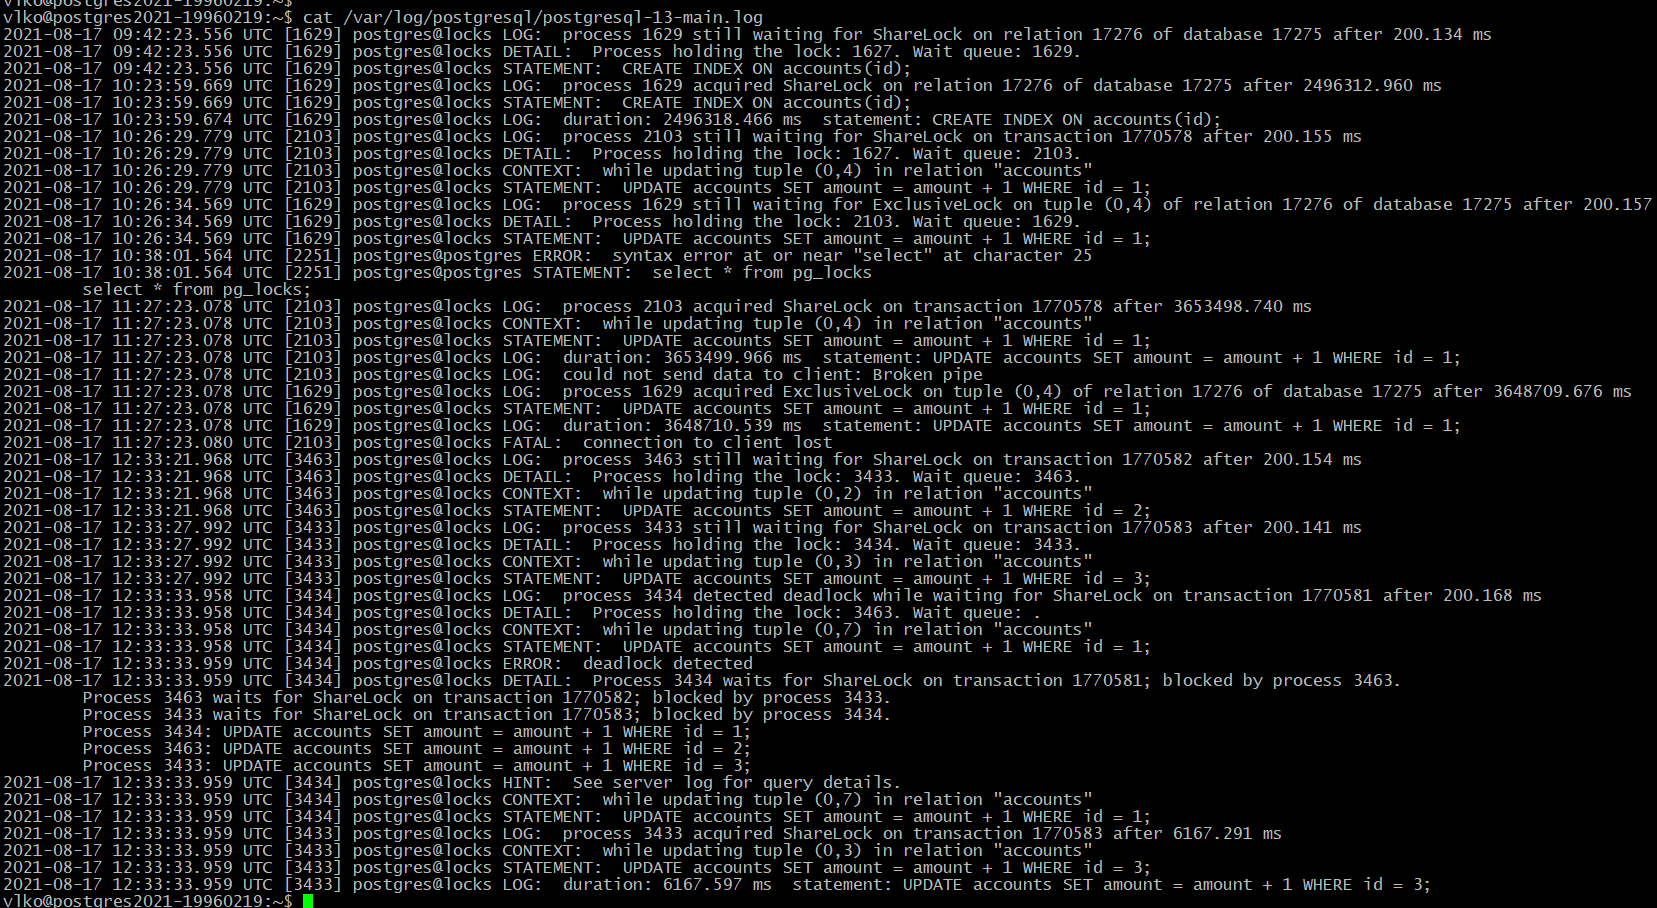 vlko@postgres2021-19960219:~$
vlko@postgres2021-19960219:~$ cat /var/log/postgresql/postgresql-13-main.log
2021-08-17 09:42:23.556 UTC [1629] postgres@locks LOG:  process 1629 still waiting for ShareLock on relation 17276 of database 17275 after 200.134 ms
2021-08-17 09:42:23.556 UTC [1629] postgres@locks DETAIL:  Process holding the lock: 1627. Wait queue: 1629.
2021-08-17 09:42:23.556 UTC [1629] postgres@locks STATEMENT:  CREATE INDEX ON accounts(id);
2021-08-17 10:23:59.669 UTC [1629] postgres@locks LOG:  process 1629 acquired ShareLock on relation 17276 of database 17275 after 2496312.960 ms
2021-08-17 10:23:59.669 UTC [1629] postgres@locks STATEMENT:  CREATE INDEX ON accounts(id);
2021-08-17 10:23:59.674 UTC [1629] postgres@locks LOG:  duration: 2496318.466 ms  statement: CREATE INDEX ON accounts(id);
2021-08-17 10:26:29.779 UTC [2103] postgres@locks LOG:  process 2103 still waiting for ShareLock on transaction 1770578 after 200.155 ms
2021-08-17 10:26:29.779 UTC [2103] postgres@locks DETAIL:  Process holding the lock: 1627. Wait queue: 2103.
2021-08-17 10:26:29.779 UTC [2103] postgres@locks CONTEXT:  while updating tuple (0,4) in relation "accounts"
2021-08-17 10:26:29.779 UTC [2103] postgres@locks STATEMENT:  UPDATE accounts SET amount = amount + 1 WHERE id = 1;
2021-08-17 10:26:34.569 UTC [1629] postgres@locks LOG:  process 1629 still waiting for ExclusiveLock on tuple (0,4) of relation 17276 of database 17275 after 200.157
2021-08-17 10:26:34.569 UTC [1629] postgres@locks DETAIL:  Process holding the lock: 2103. Wait queue: 1629.
2021-08-17 10:26:34.569 UTC [1629] postgres@locks STATEMENT:  UPDATE accounts SET amount = amount + 1 WHERE id = 1;
2021-08-17 10:38:01.564 UTC [2251] postgres@postgres ERROR:  syntax error at or near "select" at character 25
2021-08-17 10:38:01.564 UTC [2251] postgres@postgres STATEMENT:  select * from pg_locks
        select * from pg_locks;
2021-08-17 11:27:23.078 UTC [2103] postgres@locks LOG:  process 2103 acquired ShareLock on transaction 1770578 after 3653498.740 ms
2021-08-17 11:27:23.078 UTC [2103] postgres@locks CONTEXT:  while updating tuple (0,4) in relation "accounts"
2021-08-17 11:27:23.078 UTC [2103] postgres@locks STATEMENT:  UPDATE accounts SET amount = amount + 1 WHERE id = 1;
2021-08-17 11:27:23.078 UTC [2103] postgres@locks LOG:  duration: 3653499.966 ms  statement: UPDATE accounts SET amount = amount + 1 WHERE id = 1;
2021-08-17 11:27:23.078 UTC [2103] postgres@locks LOG:  could not send data to client: Broken pipe
2021-08-17 11:27:23.078 UTC [1629] postgres@locks LOG:  process 1629 acquired ExclusiveLock on tuple (0,4) of relation 17276 of database 17275 after 3648709.676 ms
2021-08-17 11:27:23.078 UTC [1629] postgres@locks STATEMENT:  UPDATE accounts SET amount = amount + 1 WHERE id = 1;
2021-08-17 11:27:23.078 UTC [1629] postgres@locks LOG:  duration: 3648710.539 ms  statement: UPDATE accounts SET amount = amount + 1 WHERE id = 1;
2021-08-17 11:27:23.080 UTC [2103] postgres@locks FATAL:  connection to client lost
2021-08-17 12:33:21.968 UTC [3463] postgres@locks LOG:  process 3463 still waiting for ShareLock on transaction 1770582 after 200.154 ms
2021-08-17 12:33:21.968 UTC [3463] postgres@locks DETAIL:  Process holding the lock: 3433. Wait queue: 3463.
2021-08-17 12:33:21.968 UTC [3463] postgres@locks CONTEXT:  while updating tuple (0,2) in relation "accounts"
2021-08-17 12:33:21.968 UTC [3463] postgres@locks STATEMENT:  UPDATE accounts SET amount = amount + 1 WHERE id = 2;
2021-08-17 12:33:27.992 UTC [3433] postgres@locks LOG:  process 3433 still waiting for ShareLock on transaction 1770583 after 200.141 ms
2021-08-17 12:33:27.992 UTC [3433] postgres@locks DETAIL:  Process holding the lock: 3434. Wait queue: 3433.
2021-08-17 12:33:27.992 UTC [3433] postgres@locks CONTEXT:  while updating tuple (0,3) in relation "accounts"
2021-08-17 12:33:27.992 UTC [3433] postgres@locks STATEMENT:  UPDATE accounts SET amount = amount + 1 WHERE id = 3;
2021-08-17 12:33:33.958 UTC [3434] postgres@locks LOG:  process 3434 detected deadlock while waiting for ShareLock on transaction 1770581 after 200.168 ms
2021-08-17 12:33:33.958 UTC [3434] postgres@locks DETAIL:  Process holding the lock: 3463. Wait queue: .
2021-08-17 12:33:33.958 UTC [3434] postgres@locks CONTEXT:  while updating tuple (0,7) in relation "accounts"
2021-08-17 12:33:33.958 UTC [3434] postgres@locks STATEMENT:  UPDATE accounts SET amount = amount + 1 WHERE id = 1;
2021-08-17 12:33:33.959 UTC [3434] postgres@locks ERROR:  deadlock detected
2021-08-17 12:33:33.959 UTC [3434] postgres@locks DETAIL:  Process 3434 waits for ShareLock on transaction 1770581; blocked by process 3463.
        Process 3463 waits for ShareLock on transaction 1770582; blocked by process 3433.
        Process 3433 waits for ShareLock on transaction 1770583; blocked by process 3434.
        Process 3434: UPDATE accounts SET amount = amount + 1 WHERE id = 1;
        Process 3463: UPDATE accounts SET amount = amount + 1 WHERE id = 2;
        Process 3433: UPDATE accounts SET amount = amount + 1 WHERE id = 3;
2021-08-17 12:33:33.959 UTC [3434] postgres@locks HINT:  See server log for query details.
2021-08-17 12:33:33.959 UTC [3434] postgres@locks CONTEXT:  while updating tuple (0,7) in relation "accounts"
2021-08-17 12:33:33.959 UTC [3434] postgres@locks STATEMENT:  UPDATE accounts SET amount = amount + 1 WHERE id = 1;
2021-08-17 12:33:33.959 UTC [3433] postgres@locks LOG:  process 3433 acquired ShareLock on transaction 1770583 after 6167.291 ms
2021-08-17 12:33:33.959 UTC [3433] postgres@locks CONTEXT:  while updating tuple (0,3) in relation "accounts"
2021-08-17 12:33:33.959 UTC [3433] postgres@locks STATEMENT:  UPDATE accounts SET amount = amount + 1 WHERE id = 3;
2021-08-17 12:33:33.959 UTC [3433] postgres@locks LOG:  duration: 6167.597 ms  statement: UPDATE accounts SET amount = amount + 1 WHERE id = 3;
vlko@postgres2021-19960219:~$